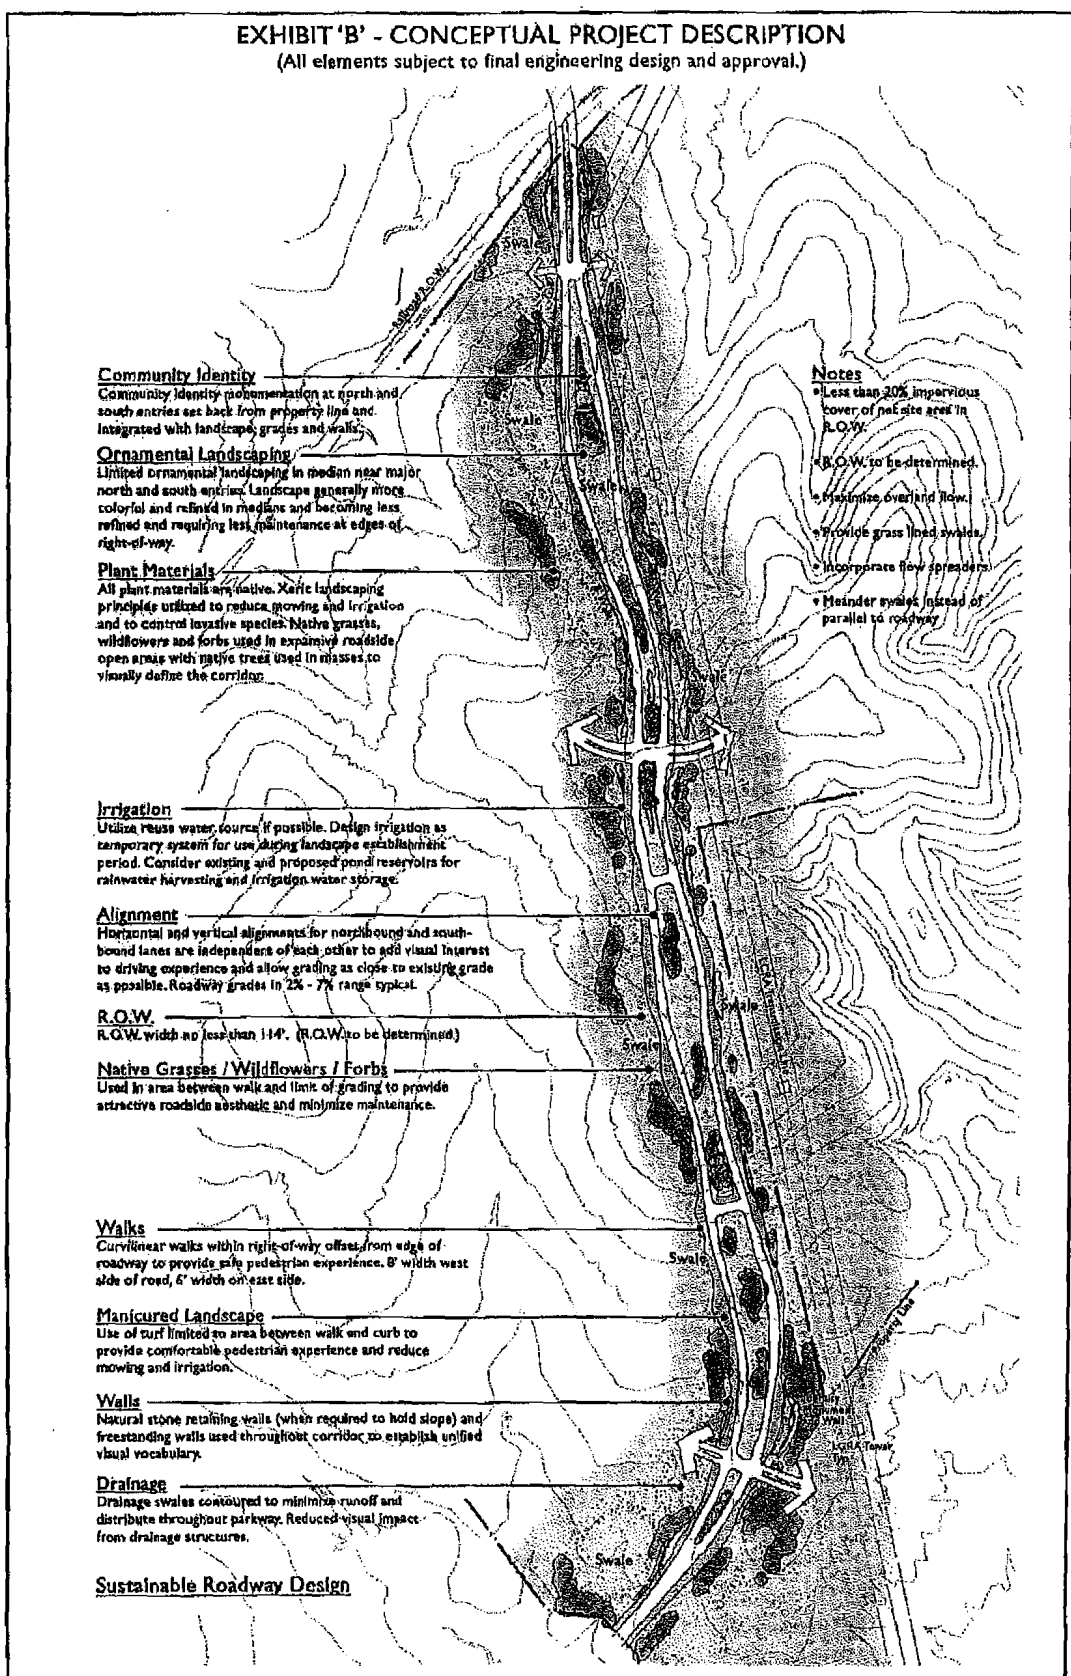 EXHIBIT 'B' - CONCEPTUAL PROJECT DESCRIPTION
(All elements subject to final engineering design and approval.)
Swale
Railroad R.O.W.
Community Identity
Community identity monumentation at north and
south entries set back from property line and
integrated with landscape, grades and walls.
Swale
Ornamental Landscaping
Limited ornamental landscaping in median near major
north and south entries. Landscape generally more
colorful and refined in medians and becoming less
refined and requiring less maintenance at edges of
right-of-way.
Swale
Plant Materials
All plant materials are native. Xeric landscaping
principles utilized to reduce mowing and irrigation
and to control invasive species. Native grasses,
wildflowers and forbs used in expansive roadside
open areas with native trees used in masses to
visually define the corridor.
Swale
Notes
• Less than 20% impervious
cover of net site area in
R.O.W.
• R.O.W. to be determined.
• Maximize overland flow.
• Provide grass lined swales.
• Incorporate flow spreaders
• Meander swales instead of
parallel to roadway
Irrigation
Utilize reuse water source if possible. Design irrigation as
temporary system for use during landscape establishment
period. Consider existing and proposed pond reservoirs for
rainwater harvesting and irrigation water storage.
Alignment
Horizontal and vertical alignments for northbound and south-
bound lanes are independent of each other to add visual interest
to driving experience and allow grading as close to existing grade
as possible. Roadway grades in 2% - 7% range typical.
LCRA
Swale
R.O.W.
R.O.W. width no less than 114'. (R.O.W. to be determined.)
Swale
Native Grasses / Wildflowers / Forbs
Used in area between walk and limit of grading to provide
attractive roadside aesthetic and minimize maintenance.
Walks
Curvilinear walks within right-of-way offset from edge of
roadway to provide safe pedestrian experience. 8' width west
side of road, 6' width on east side.
Swale
Manicured Landscape
Use of turf limited to area between walk and curb to
provide comfortable pedestrian experience and reduce
mowing and irrigation.
Property Line
Walls
Natural stone retaining walls (when required to hold slope) and
freestanding walls used throughout corridor to establish unified
visual vocabulary.
Monument
Wall
LCRA Tower,
Typ.
Drainage
Drainage swales contoured to minimize runoff and
distribute throughout parkway. Reduced visual impact
from drainage structures.
Swale
Sustainable Roadway Design